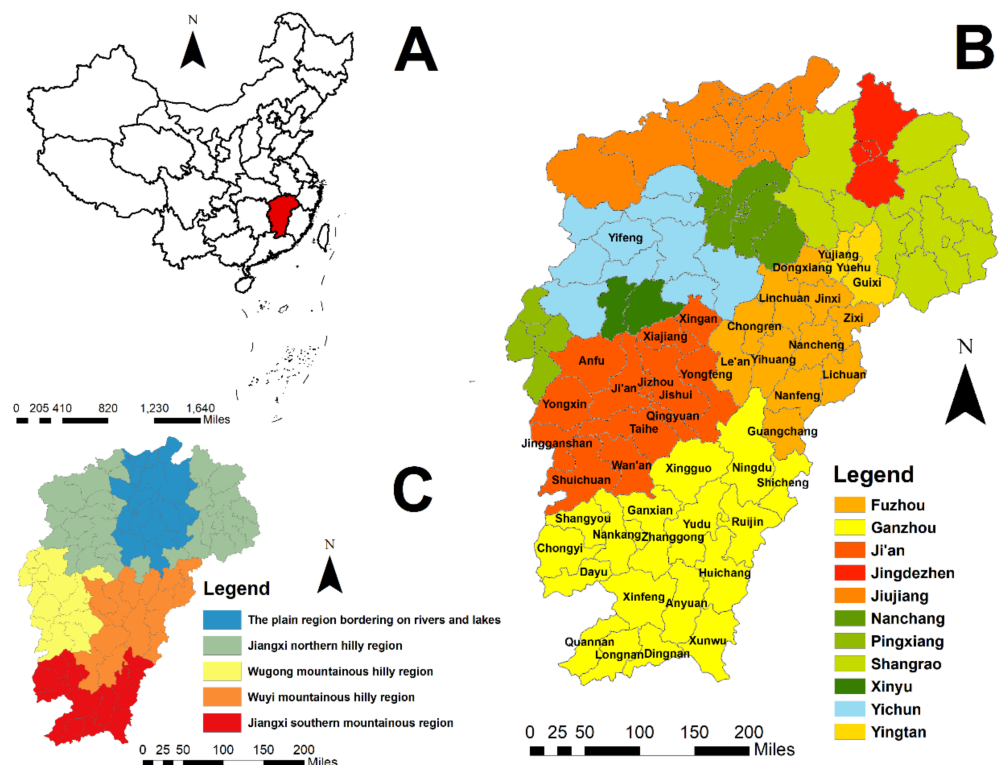 N
A
0 205 410 820 1,230 1,640
Miles
B
Yifeng
Yujiang
Dongxiang Yuehu
Guixi
Linchuan Jinxi
Zixi
Xingan
Chongren
Xiajiang
Nancheng
Anfu
Le'an Yihuang
Yongfeng
Lichuan
Ji'an Jizhou
Jishui
Nanfeng
Yongxin
Qingyuan
Taihe
Guangchang
Jingganshan
Wan'an
Xingguo
Ningdu
Shuichuan
Shicheng
Ganxian
Shangyou
Yudu
Ruijin
Nankang Zhanggong
Chongyi
Dayu
Huichang
Xinfeng
Anyuan
Quannan
Xunwu
Longnan Dingnan
N
Legend
Fuzhou
Ganzhou
Ji'an
Jingdezhen
Jiujiang
Nanchang
Pingxiang
Shangrao
Xinyu
Yichun
Yingtan
0 25 50 100 150 200
Miles
C
N
Legend
The plain region bordering on rivers and lakes
Jiangxi northern hilly region
Wugong mountainous hilly region
Wuyi mountainous hilly region
Jiangxi southern mountainous region
0 25 50 100 150 200
Miles